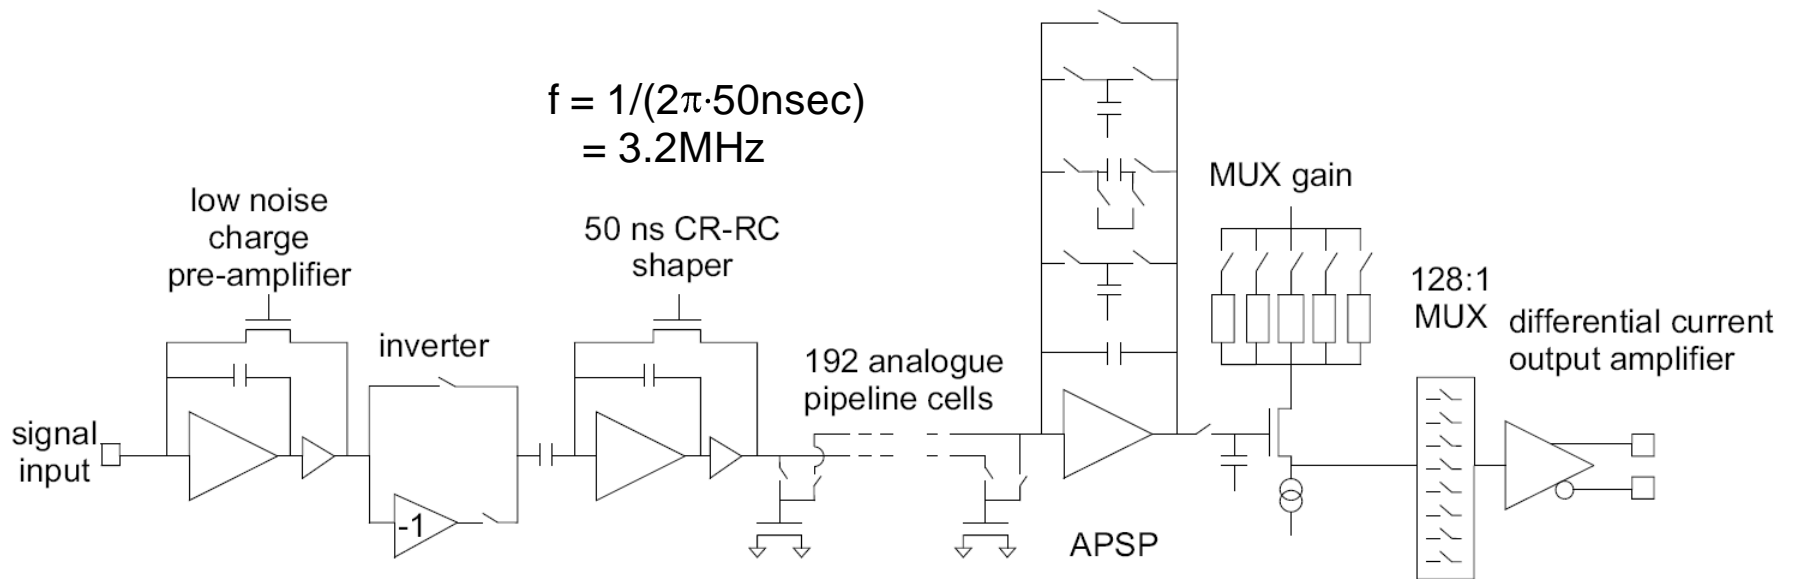 f = 1/(2π·50nsec)
= 3.2MHz
low noise
charge
pre-amplifier
50 ns CR-RC
shaper
MUX gain
inverter
192 analogue
pipeline cells
128:1
MUX
differential current
output amplifier
signal
input
-1
APSP